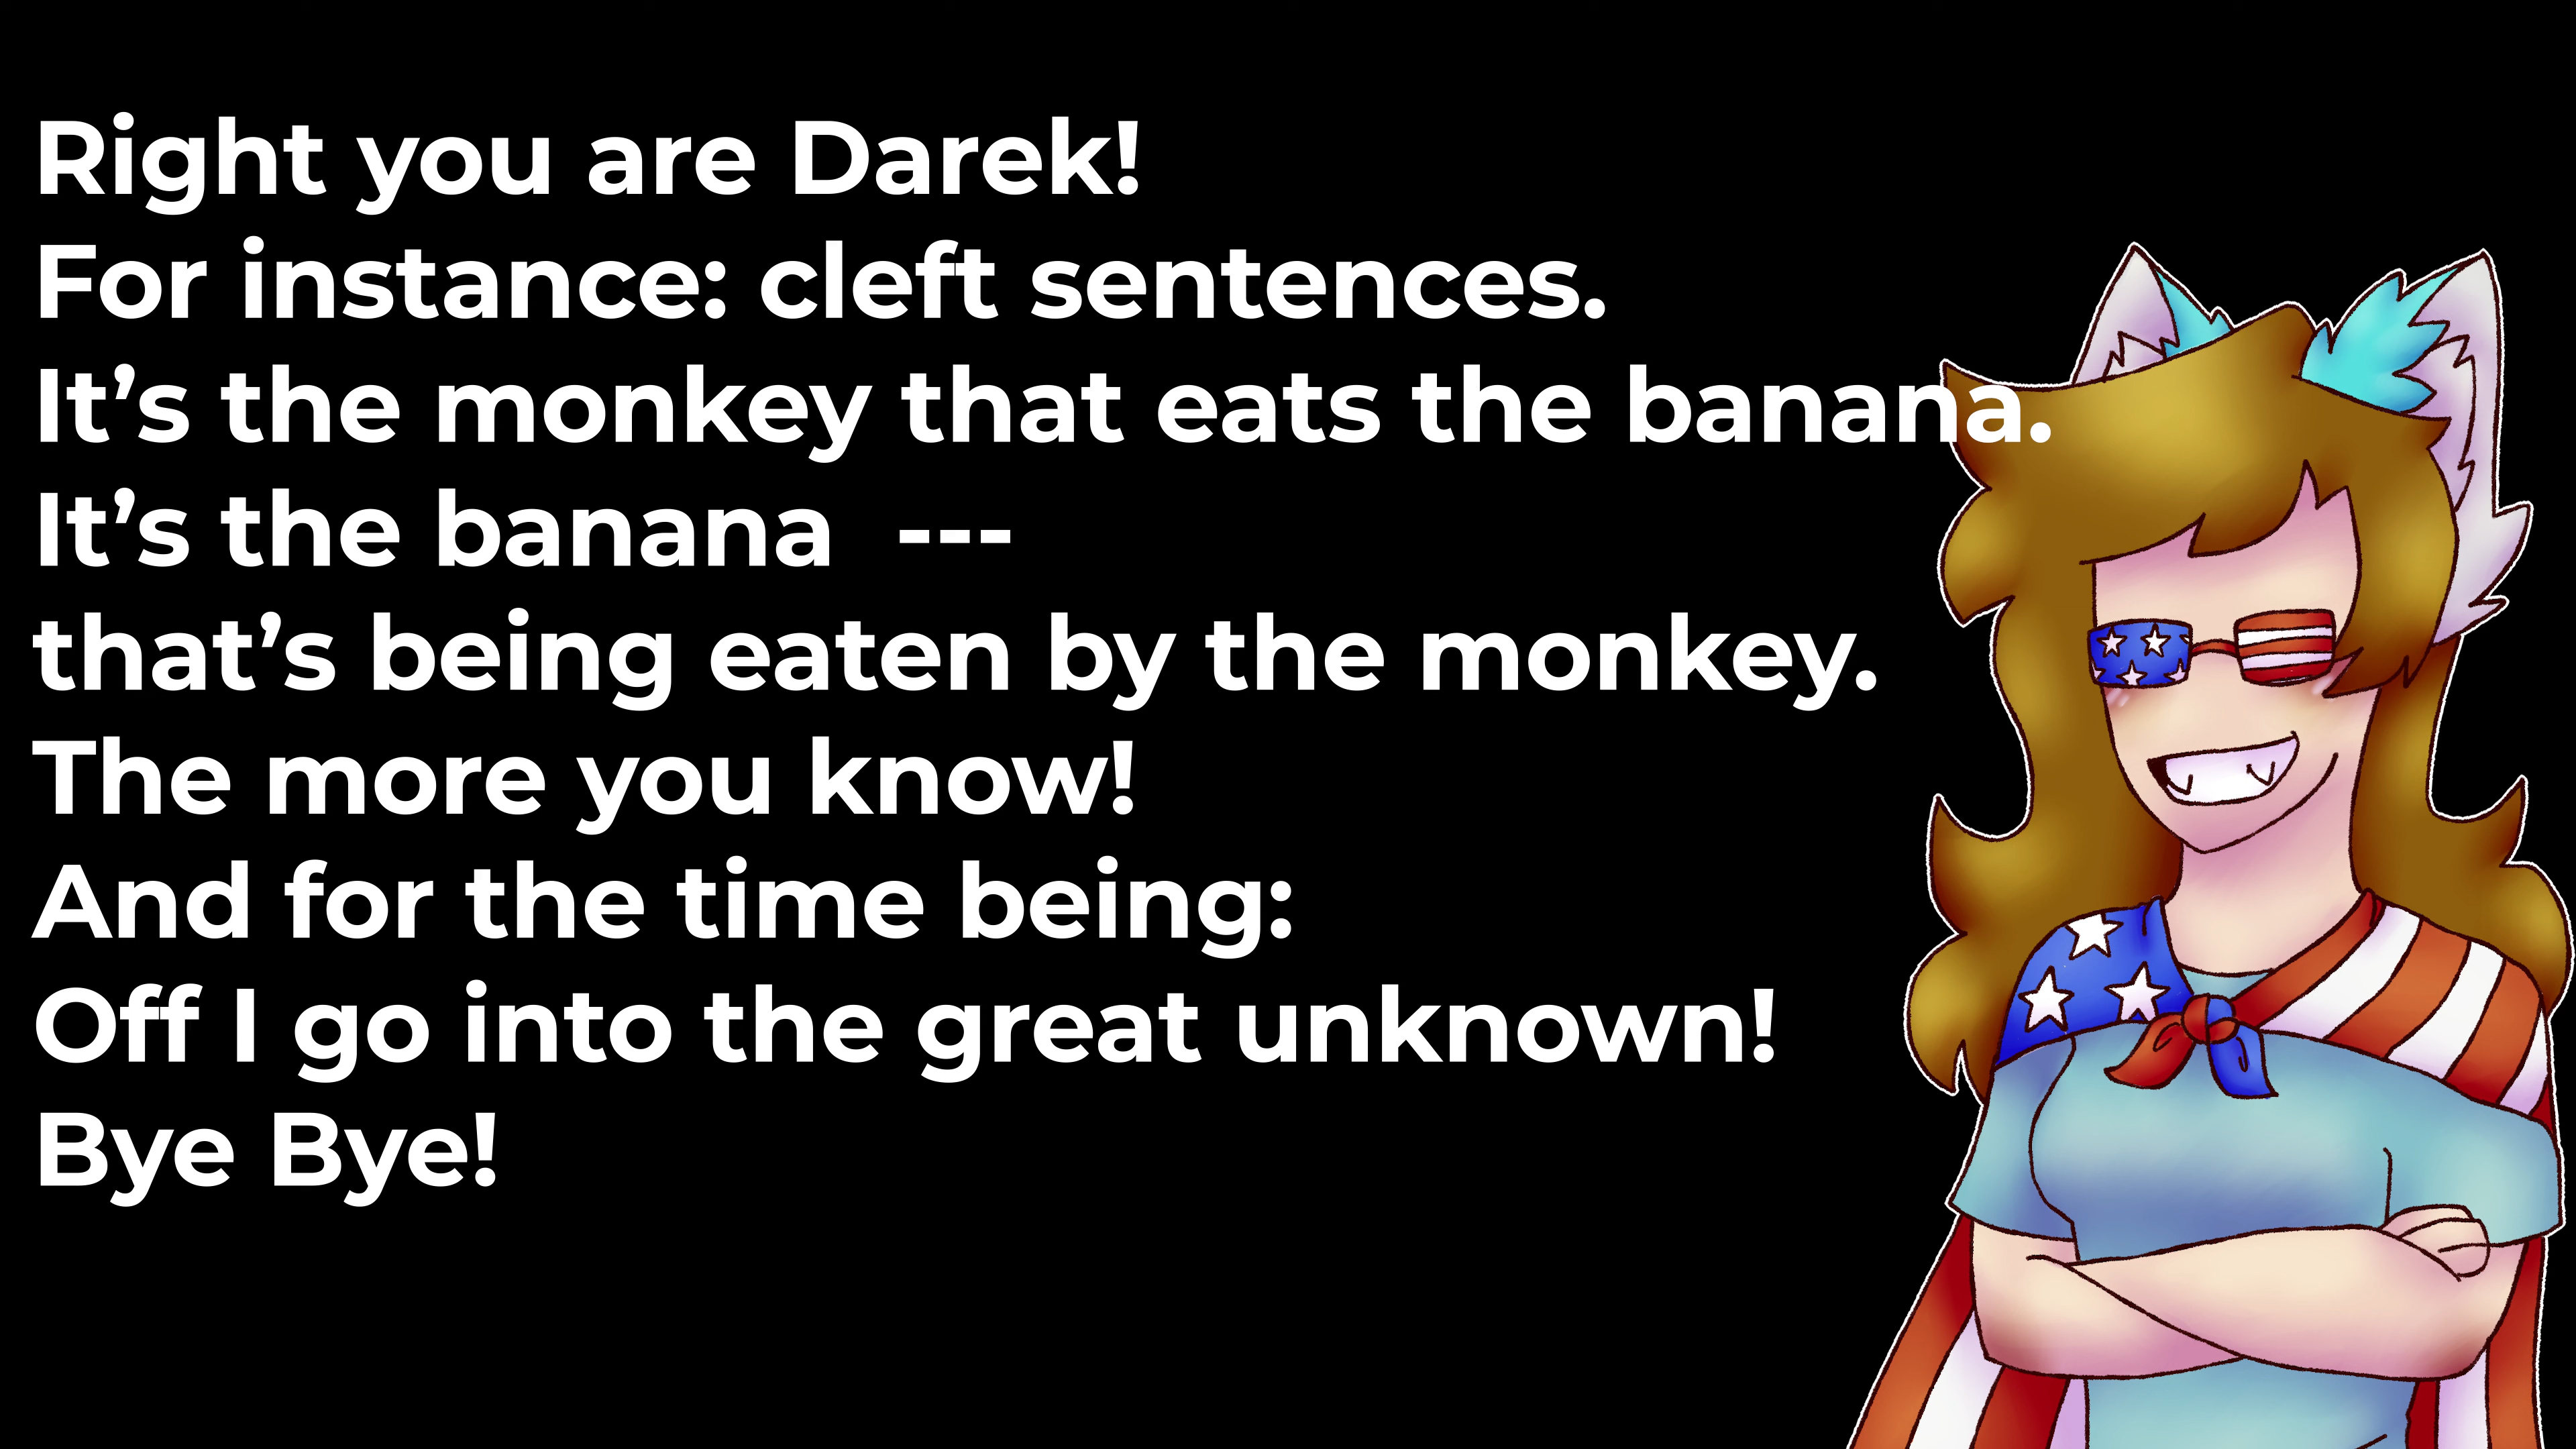 Right you are Darek!
For instance: cleft sentences.
It’s the monkey that eats the banana.
It’s the banana  ---
that’s being eaten by the monkey.
The more you know!
And for the time being:
Off I go into the great unknown!
Bye Bye!